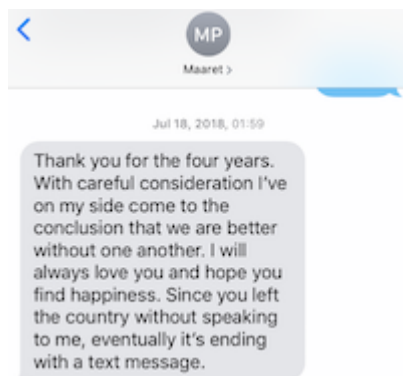 MP
Maaret >
Jul 18, 2018, 01:59
Thank you for the four years.
With careful consideration I've
on my side come to the
conclusion that we are better
without one another. I will
always love you and hope you
find happiness. Since you left
the country without speaking
to me, eventually it's ending
with a text message.